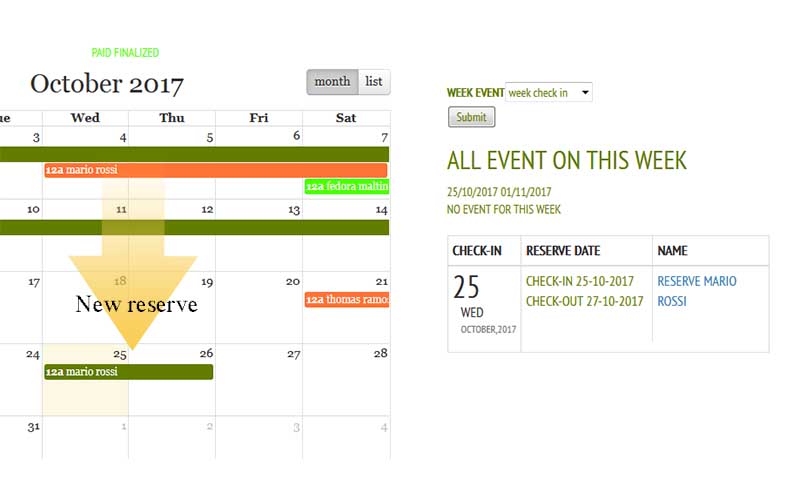 PAID FINALIZED
October 2017
month list
ue Wed Thu Fri Sat
3 4 5 6 7
12a mario rossi
12a fedora maltin
10 11 12 13 14
17 18 19 20 21
12a thomas ramo
New reserve
24 25 26 27 28
12a mario rossi
31 1 2 3 4
WEEK EVENT week check in
Submit
ALL EVENT ON THIS WEEK
25/10/2017 01/11/2017
NO EVENT FOR THIS WEEK
CHECK-IN RESERVE DATE NAME
25
WED
OCTOBER,2017
CHECK-IN 25-10-2017
CHECK-OUT 27-10-2017
RESERVE MARIO
ROSSI